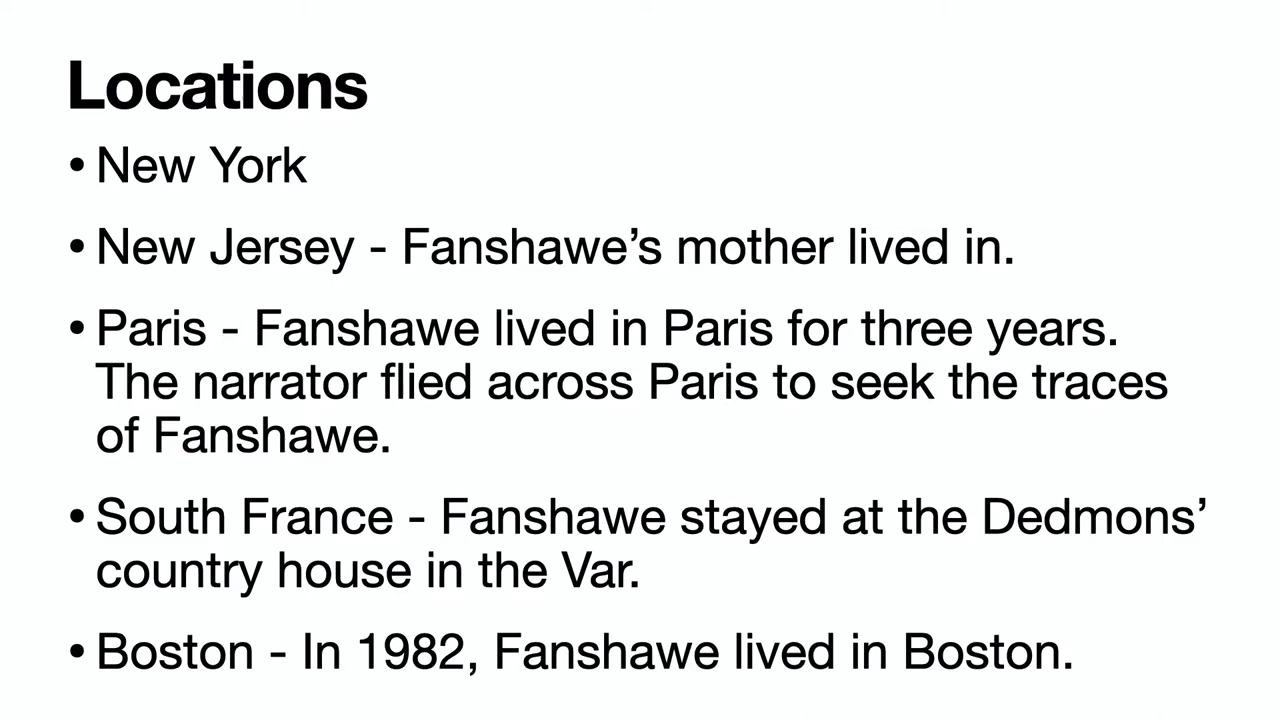 Locations
• New York
• New Jersey - Fanshawe’s mother lived in.
• Paris - Fanshawe lived in Paris for three years.
The narrator flied across Paris to seek the traces
of Fanshawe.
• South France - Fanshawe stayed at the Dedmons’
country house in the Var.
• Boston - In 1982, Fanshawe lived in Boston.